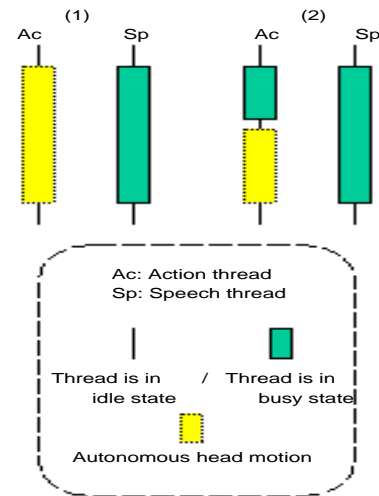 (1) (2)
Ac Sp Ac Sp
Ac: Action thread
Sp: Speech thread
Thread is in / Thread is in
idle state busy state
Autonomous head motion